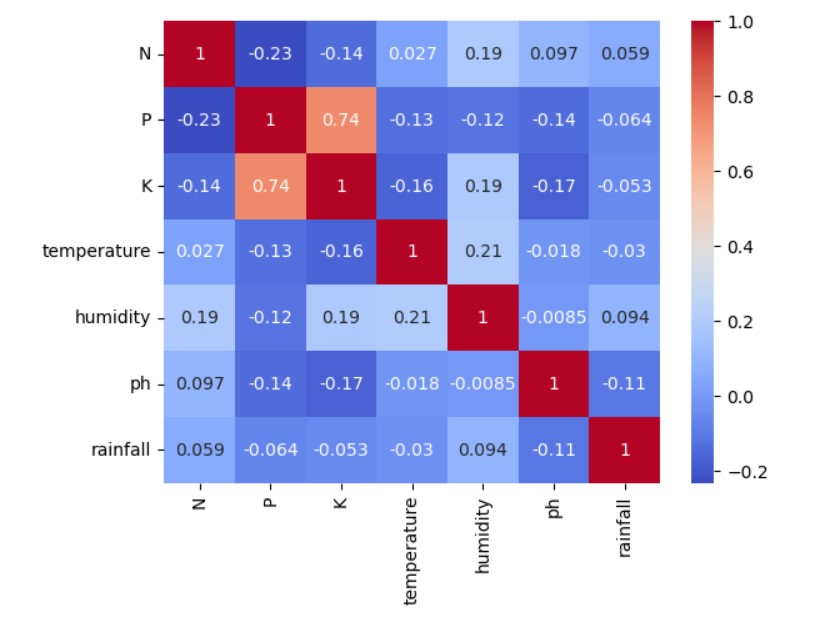 N 1 -0.23 -0.14 0.027 0.19 0.097 0.059
P -0.23 1 0.74 -0.13 -0.12 -0.14 -0.064
K -0.14 0.74 1 -0.16 0.19 -0.17 -0.053
temperature 0.027 -0.13 -0.16 1 0.21 -0.018 -0.03
humidity 0.19 -0.12 0.19 0.21 1 -0.0085 0.094
ph 0.097 -0.14 -0.17 -0.018 -0.0085 1 -0.11
rainfall 0.059 -0.064 -0.053 -0.03 0.094 -0.11 1
N P K temperature humidity ph rainfall
1.0
0.8
0.6
0.4
0.2
0.0
−0.2